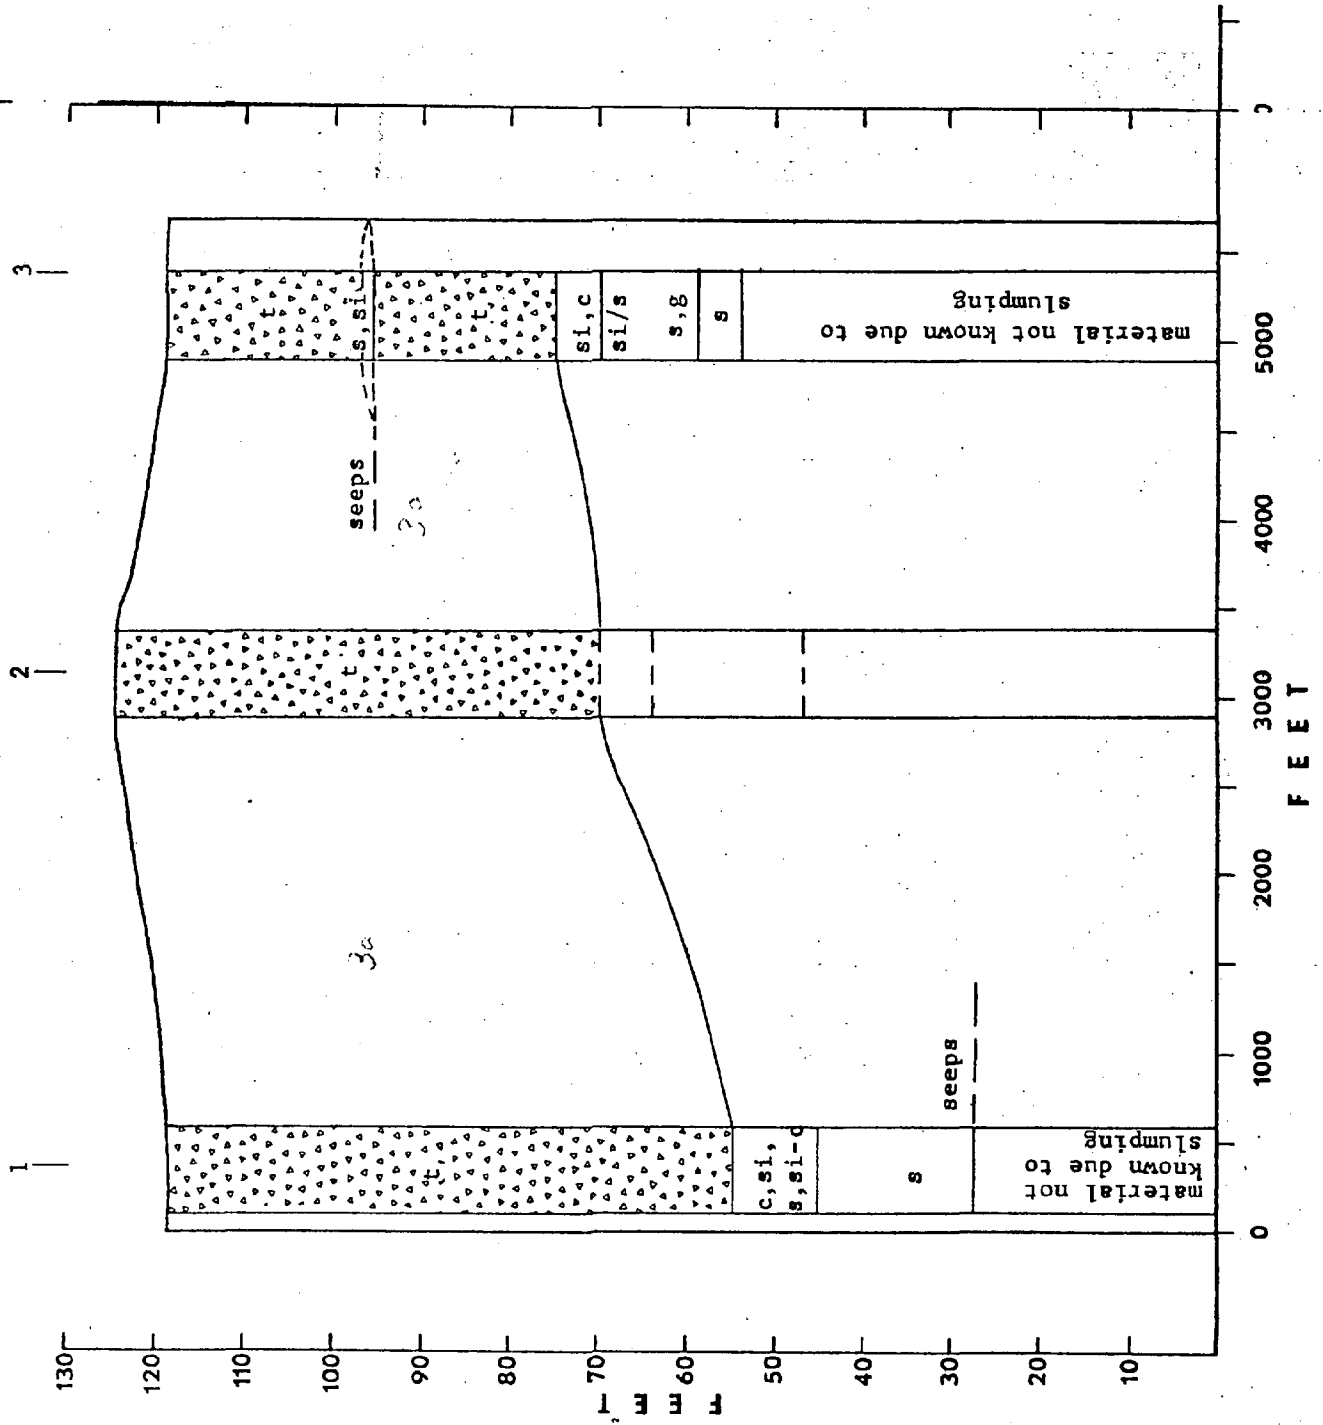 1
2
3
t
t
t
s,si
t
seeps
3a
3a
c,si,
s,si-c
s
seeps
material not
known due to
slumping
si,c
si/s
s,g
s
material not known due to
slumping
130
120
110
100
90
80
70
60
50
40
30
20
10
FEET
0
1000
2000
3000
4000
5000
FEET